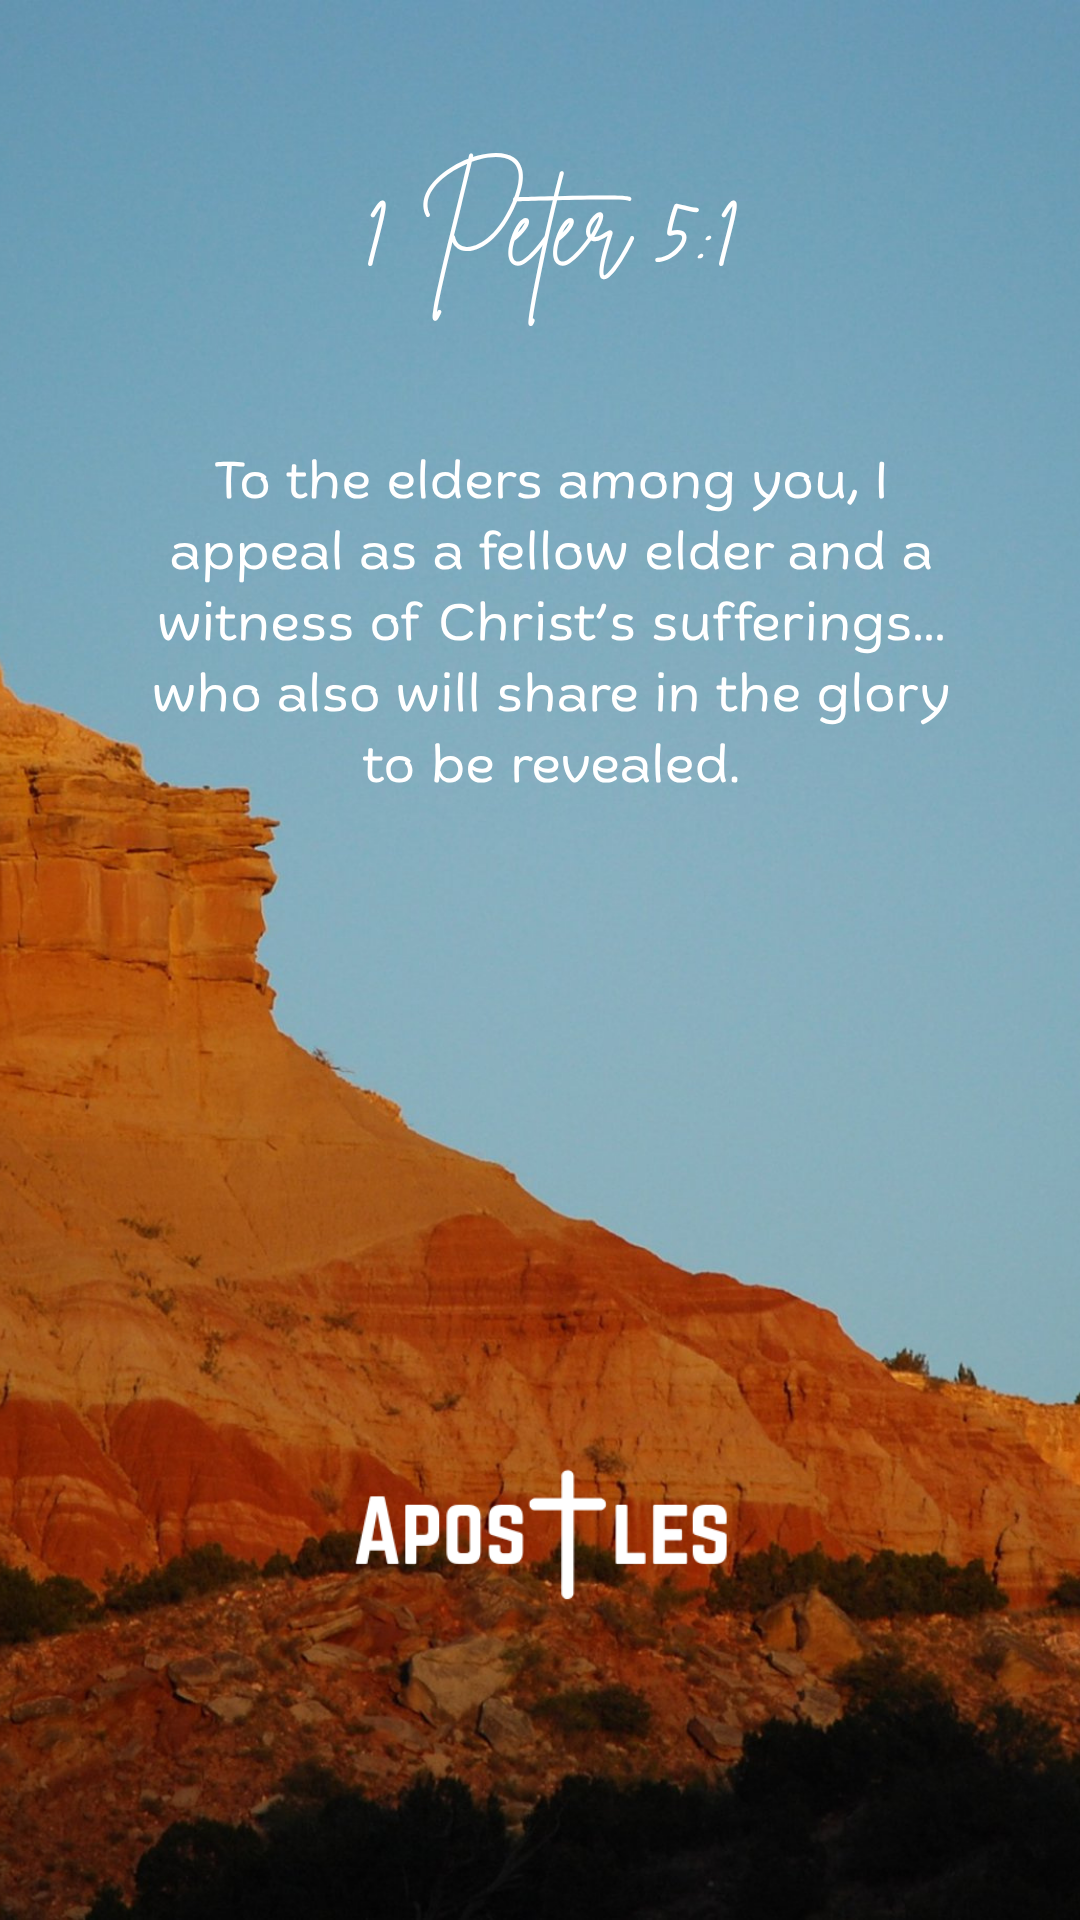 1 Peter 5:1
To the elders among you, I
appeal as a fellow elder and a
witness of Christ's sufferings...
who also will share in the glory
to be revealed.
APOSTLES